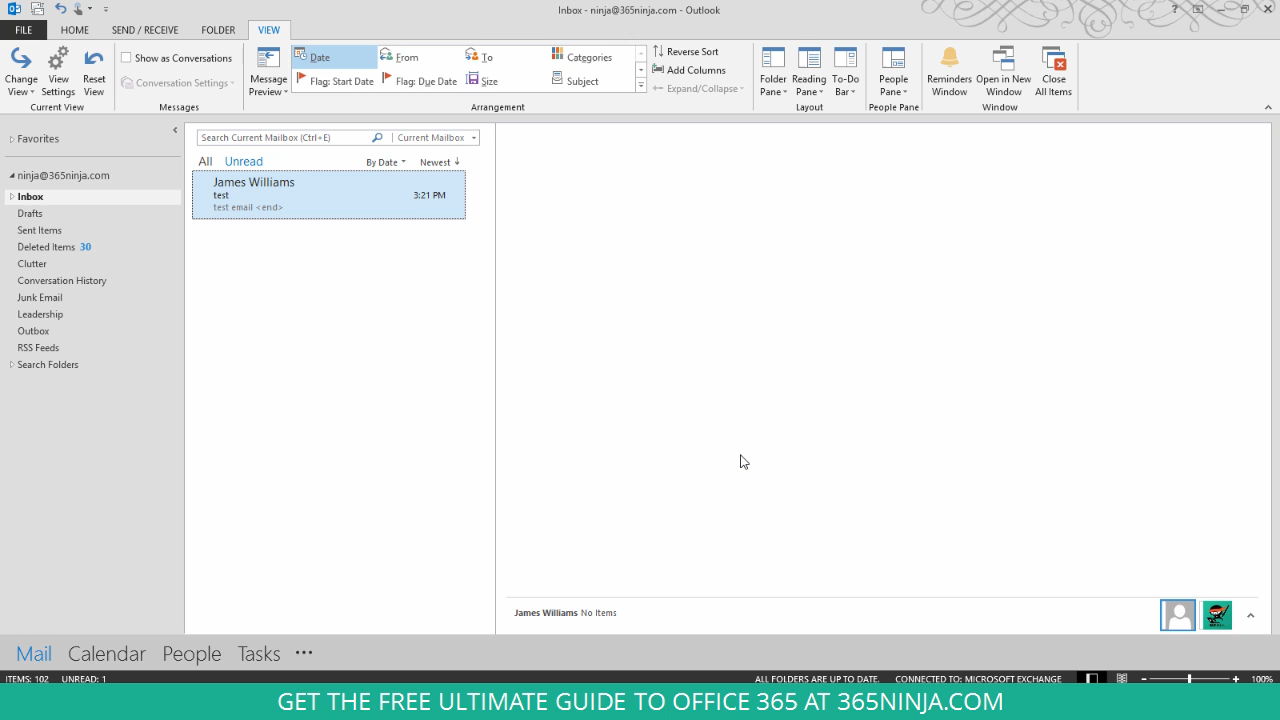 Inbox - ninja@365ninja.com - Outlook
?
FILE HOME SEND / RECEIVE FOLDER VIEW
Change View
View Settings
Reset View
Current View
Show as Conversations
Conversation Settings
Messages
Message Preview
Date From To Categories
Flag: Start Date Flag: Due Date Size Subject
Reverse Sort
Add Columns
Expand/Collapse
Arrangement
Folder Pane
Reading Pane
To-Do Bar
Layout
People Pane
People Pane
Reminders Window
Open in New Window
Close All Items
Window
Favorites
ninja@365ninja.com
Inbox
Drafts
Sent Items
Deleted Items 30
Clutter
Conversation History
Junk Email
Leadership
Outbox
RSS Feeds
Search Folders
Search Current Mailbox (Ctrl+E) Current Mailbox
All Unread By Date Newest
James Williams
test 3:21 PM
test email <end>
James Williams No Items
Mail Calendar People Tasks •••
ITEMS: 102 UNREAD: 1 ALL FOLDERS ARE UP TO DATE. CONNECTED TO: MICROSOFT EXCHANGE 100%
GET THE FREE ULTIMATE GUIDE TO OFFICE 365 AT 365NINJA.COM